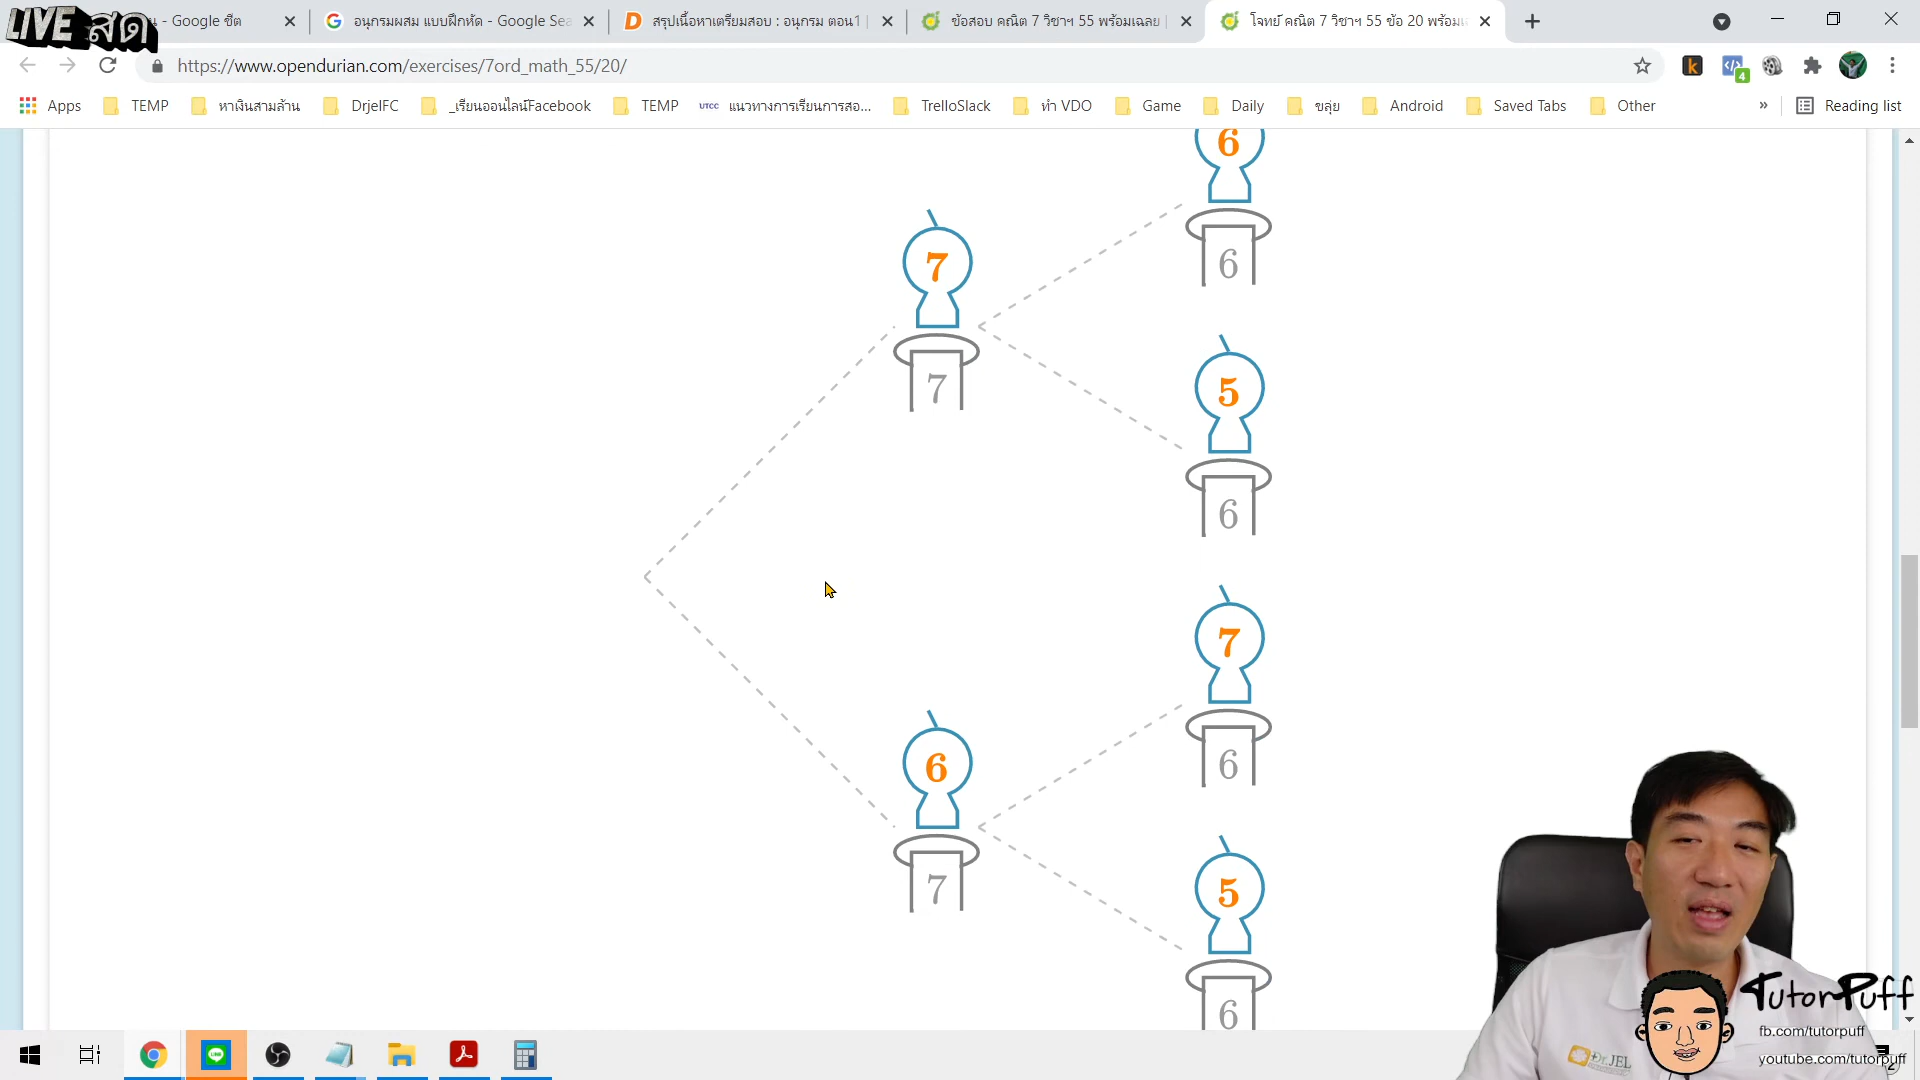 LIVE สด
น - Google ชีต
อนุกรมผสม แบบฝึกหัด - Google Sea
สรุปเนื้อหาเตรียมสอบ : อนุกรม ตอน1 |
ข้อสอบ คณิต 7 วิชาฯ 55 พร้อมเฉลย |
โจทย์ คณิต 7 วิชาฯ 55 ข้อ 20 พร้อมเ
https://www.opendurian.com/exercises/7ord_math_55/20/
4
Apps
TEMP
หาเงินสามล้าน
DrjelFC
_เรียนออนไลน์Facebook
TEMP
UTCC แนวทางการเรียนการสอ...
TrelloSlack
ทำ VDO
Game
Daily
ขลุ่ย
Android
Saved Tabs
Other
»
Reading list
6
6
7
7
5
6
7
6
6
7
5
6
TutorPuff
fb.com/tutorpuff
youtube.com/tutorpuff
Dr.JEL